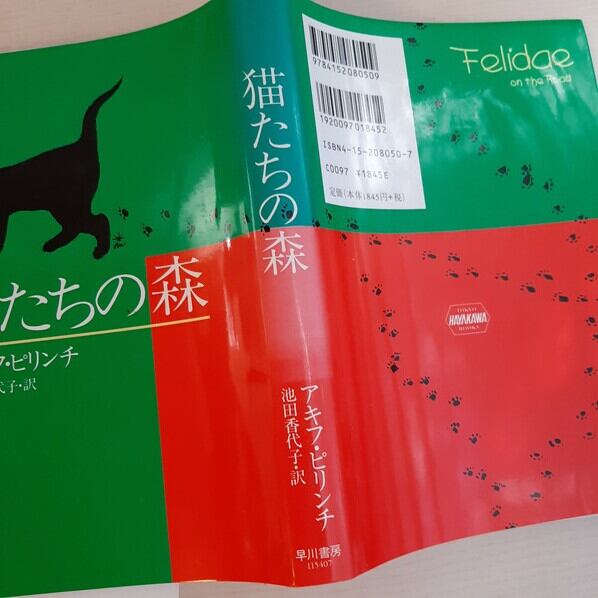 たちの森
フ・ピリンチ
代子・訳
猫たちの森
アキフ・ピリンチ
池田香代子・訳
早川書房
115407
9784152080509
1920097018452
ISBN4-15-208050-7
C0097 ¥1845E
定価(本体1845円+税)
Felidae
on the Road
TOKYO
HAYAKAWA
BOOKS